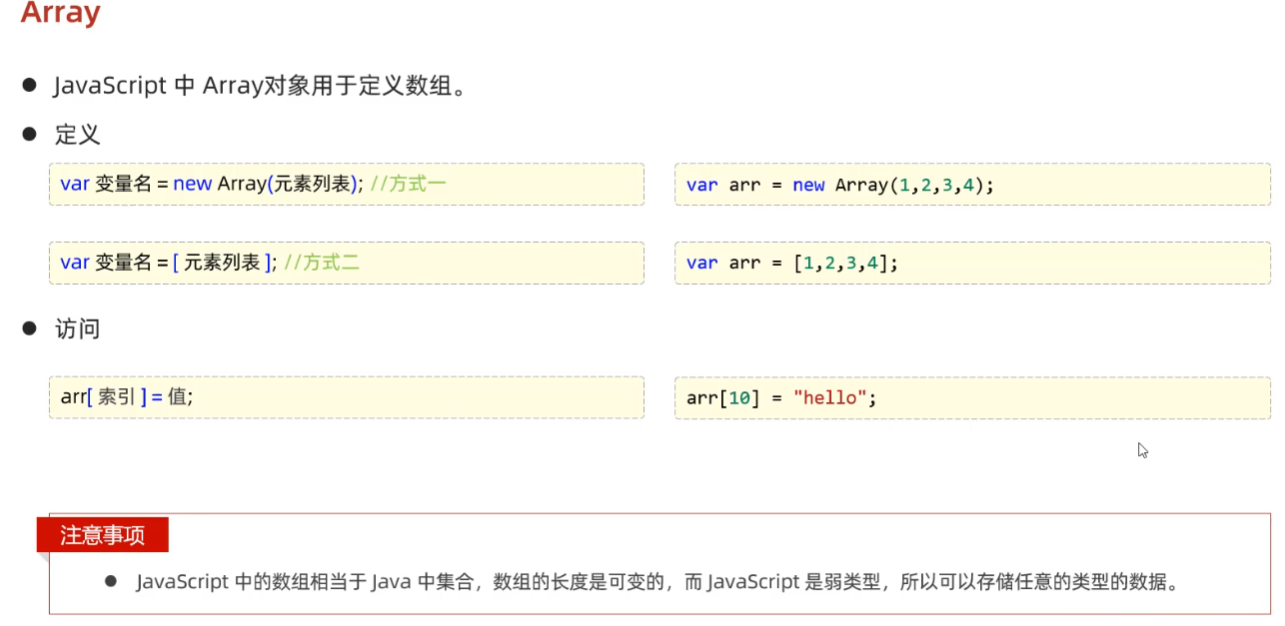 Array
JavaScript 中 Array对象用于定义数组。
定义
var 变量名 = new Array(元素列表); //方式一
var arr = new Array(1,2,3,4);
var 变量名 = [ 元素列表 ]; //方式二
var arr = [1,2,3,4];
访问
arr[ 索引 ] = 值;
arr[10] = "hello";
注意事项
JavaScript 中的数组相当于 Java 中集合，数组的长度是可变的，而 JavaScript 是弱类型，所以可以存储任意的类型的数据。